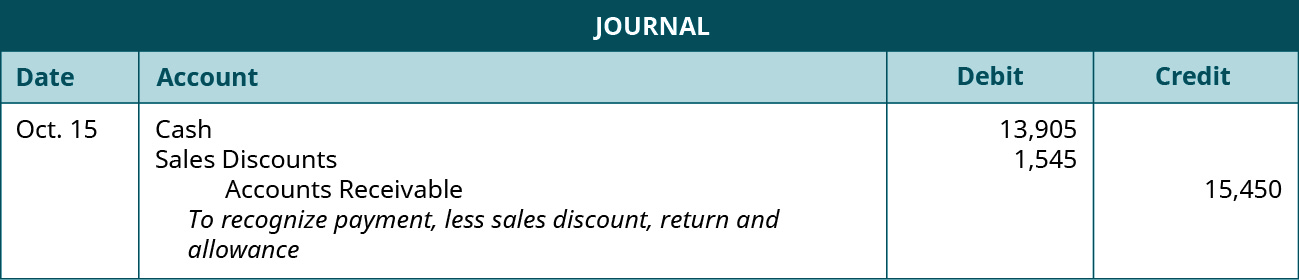 JOURNAL
Date Account Debit Credit
Oct. 15 Cash 13,905
Sales Discounts 1,545
Accounts Receivable 15,450
To recognize payment, less sales discount, return and
allowance